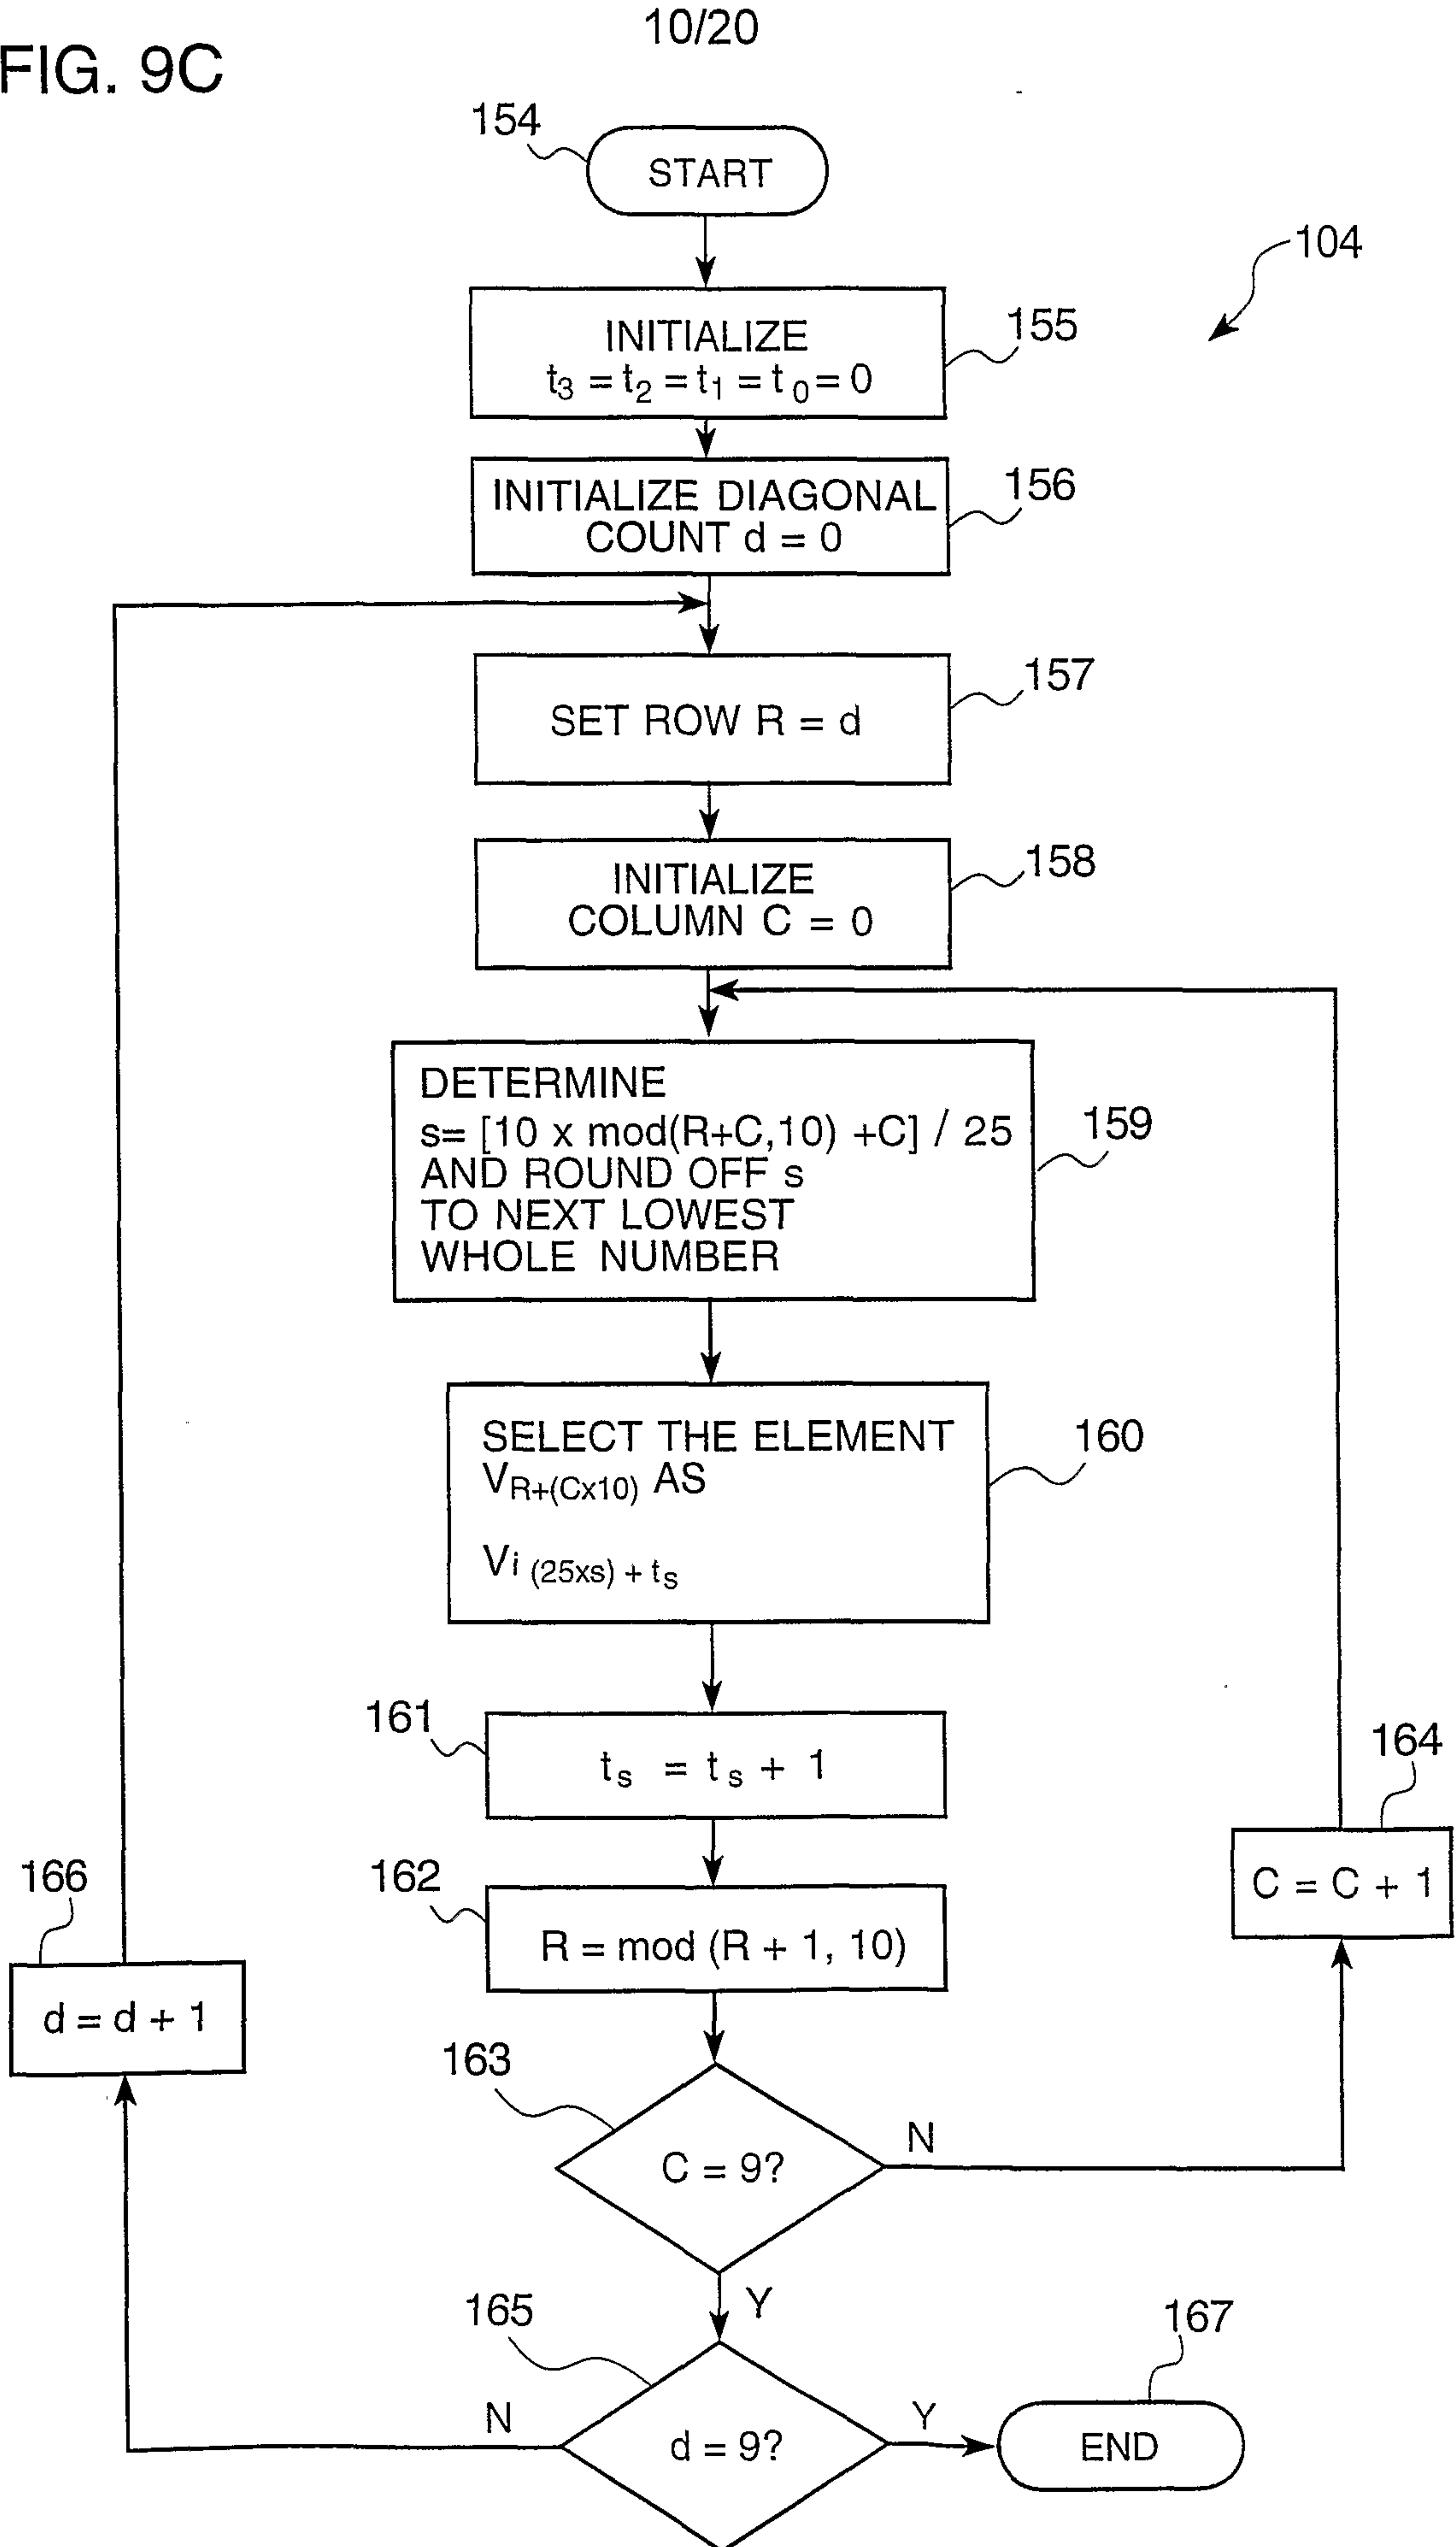 10/20
FIG. 9C
154
START
104
INITIALIZE
t3 = t2 = t1 = t0 = 0
155
INITIALIZE DIAGONAL
COUNT d = 0
156
SET ROW R = d
157
INITIALIZE
COLUMN C = 0
158
DETERMINE
s= [10 x mod(R+C,10) +C] / 25
AND ROUND OFF s
TO NEXT LOWEST
WHOLE NUMBER
159
SELECT THE ELEMENT
VR+(Cx10) AS
Vi (25xs) + ts
160
161
ts = ts + 1
164
C = C + 1
162
R = mod (R + 1, 10)
166
d = d + 1
163
C = 9?
N
Y
165
d = 9?
N
Y
167
END